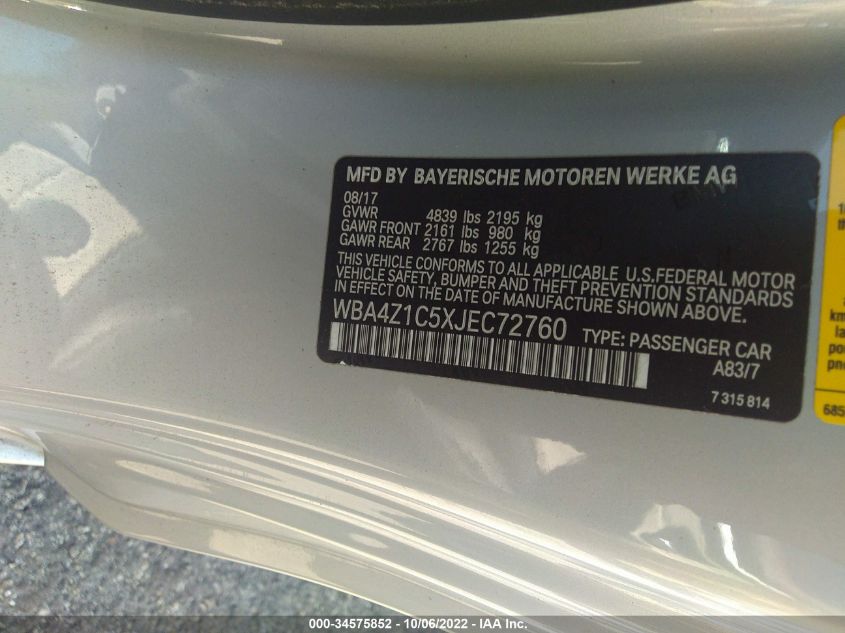 MFD BY BAYERISCHE MOTOREN WERKE AG
08/17
GVWR 4839 lbs 2195 kg
GAWR FRONT 2161 lbs 980 kg
GAWR REAR 2767 lbs 1255 kg
THIS VEHICLE CONFORMS TO ALL APPLICABLE U.S.FEDERAL MOTOR
VEHICLE SAFETY, BUMPER AND THEFT PREVENTION STANDARDS
IN EFFECT ON THE DATE OF MANUFACTURE SHOWN ABOVE.
WBA4Z1C5XJEC72760 TYPE: PASSENGER CAR
A83/7
7 315 814
685
000-34575852 - 10/06/2022 - IAA Inc.